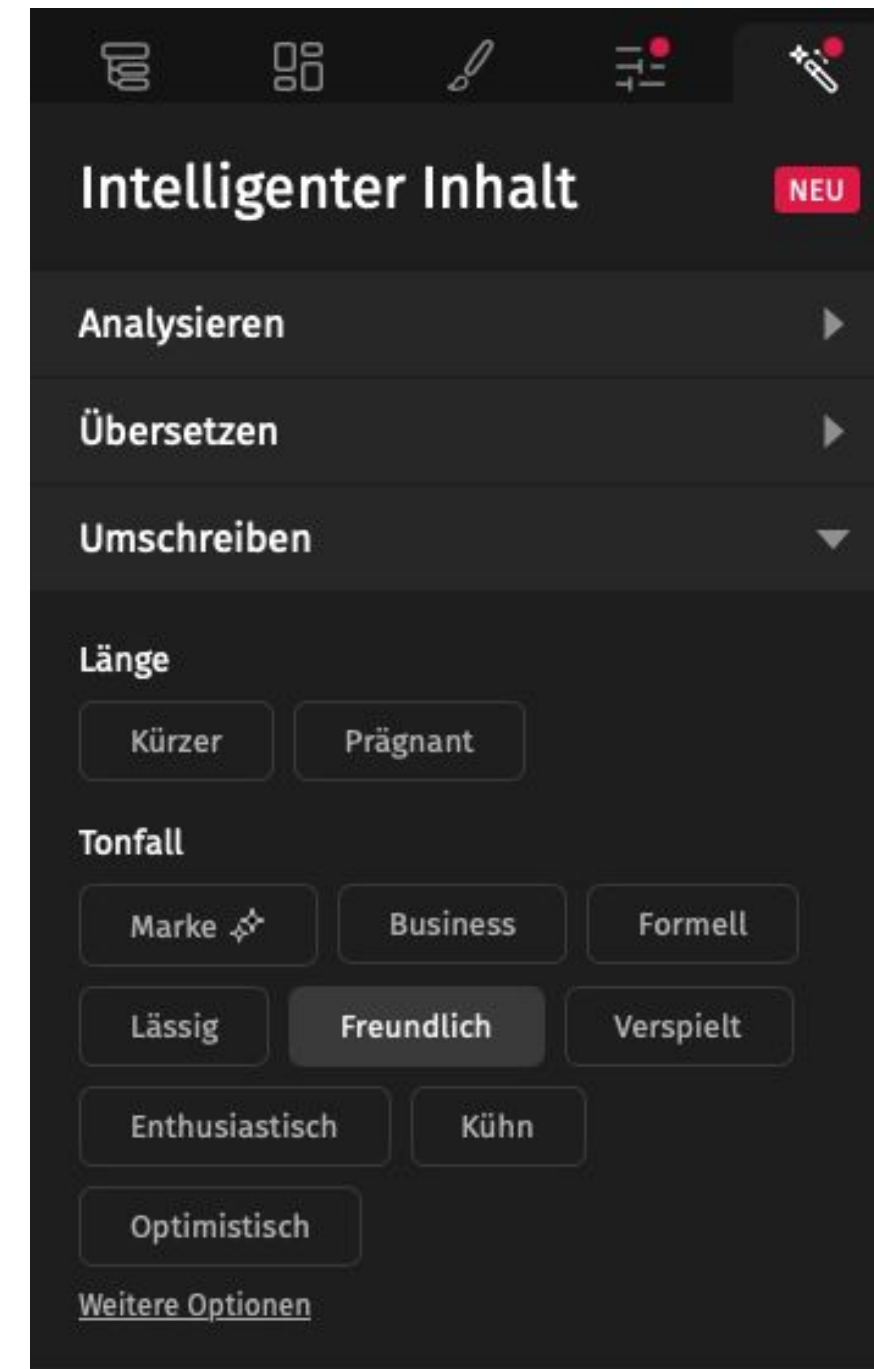 Intelligenter Inhalt NEU
Analysieren
Übersetzen
Umschreiben
Länge
Kürzer Prägnant
Tonfall
Marke Business Formell
Lässig Freundlich Verspielt
Enthusiastisch Kühn
Optimistisch
Weitere Optionen